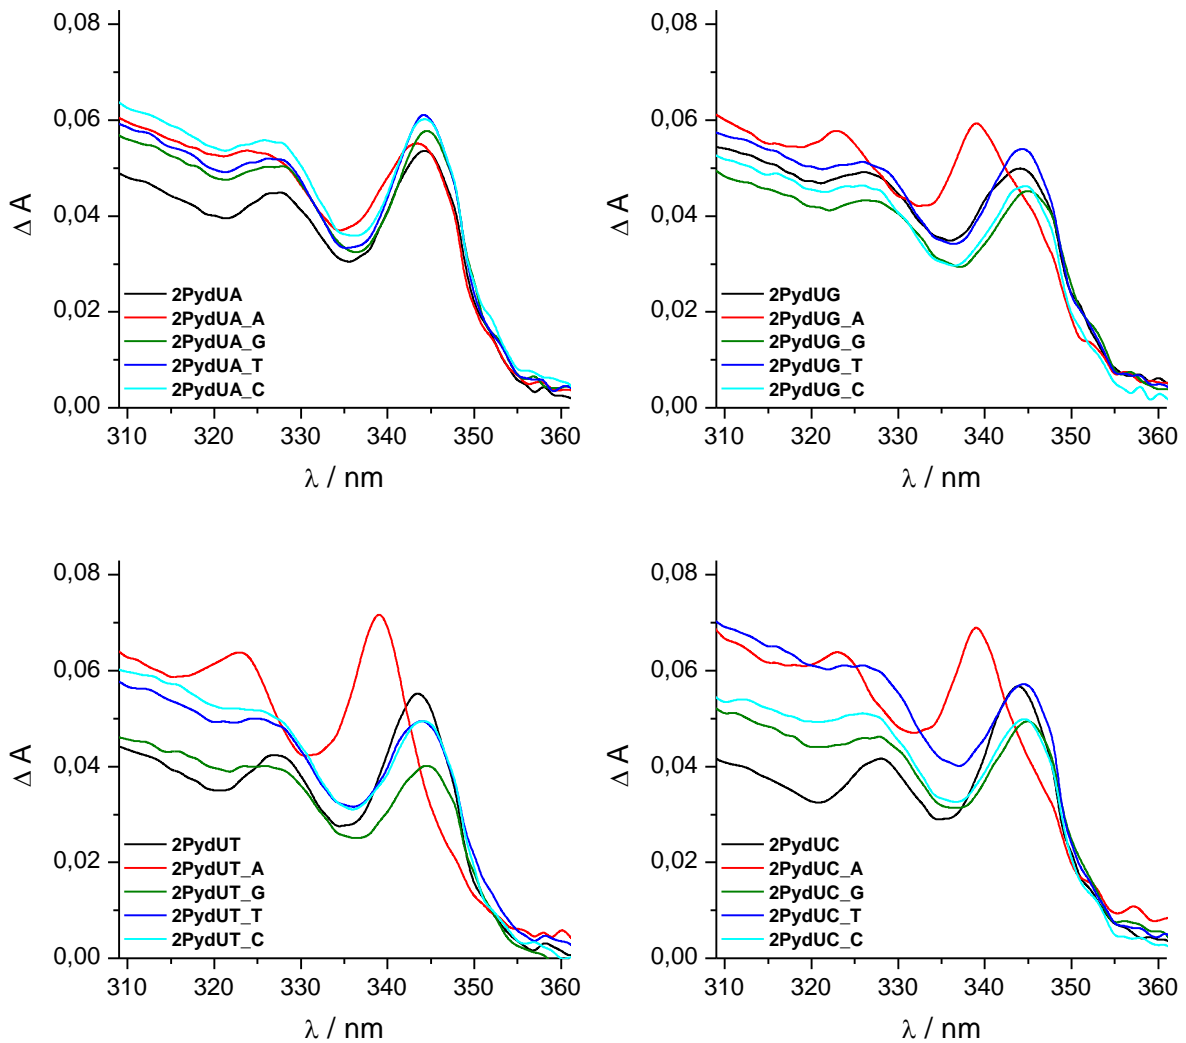 0,08
0,06
0,04
0,02
0,00
Δ A
2PydUA
2PydUA_A
2PydUA_G
2PydUA_T
2PydUA_C
310 320 330 340 350 360
λ / nm
0,08
0,06
0,04
0,02
0,00
Δ A
2PydUG
2PydUG_A
2PydUG_G
2PydUG_T
2PydUG_C
310 320 330 340 350 360
λ / nm
0,08
0,06
0,04
0,02
0,00
Δ A
2PydUT
2PydUT_A
2PydUT_G
2PydUT_T
2PydUT_C
310 320 330 340 350 360
λ / nm
0,08
0,06
0,04
0,02
0,00
Δ A
2PydUC
2PydUC_A
2PydUC_G
2PydUC_T
2PydUC_C
310 320 330 340 350 360
λ / nm